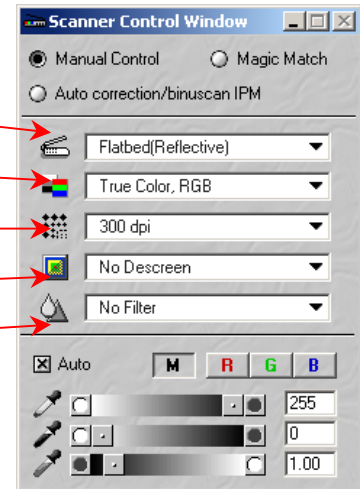 Scanner Control Window
Manual Control Magic Match
Auto correction/binuscan IPM
Flatbed(Reflective)
True Color, RGB
300 dpi
No Descreen
No Filter
Auto M R G B
255
0
1.00